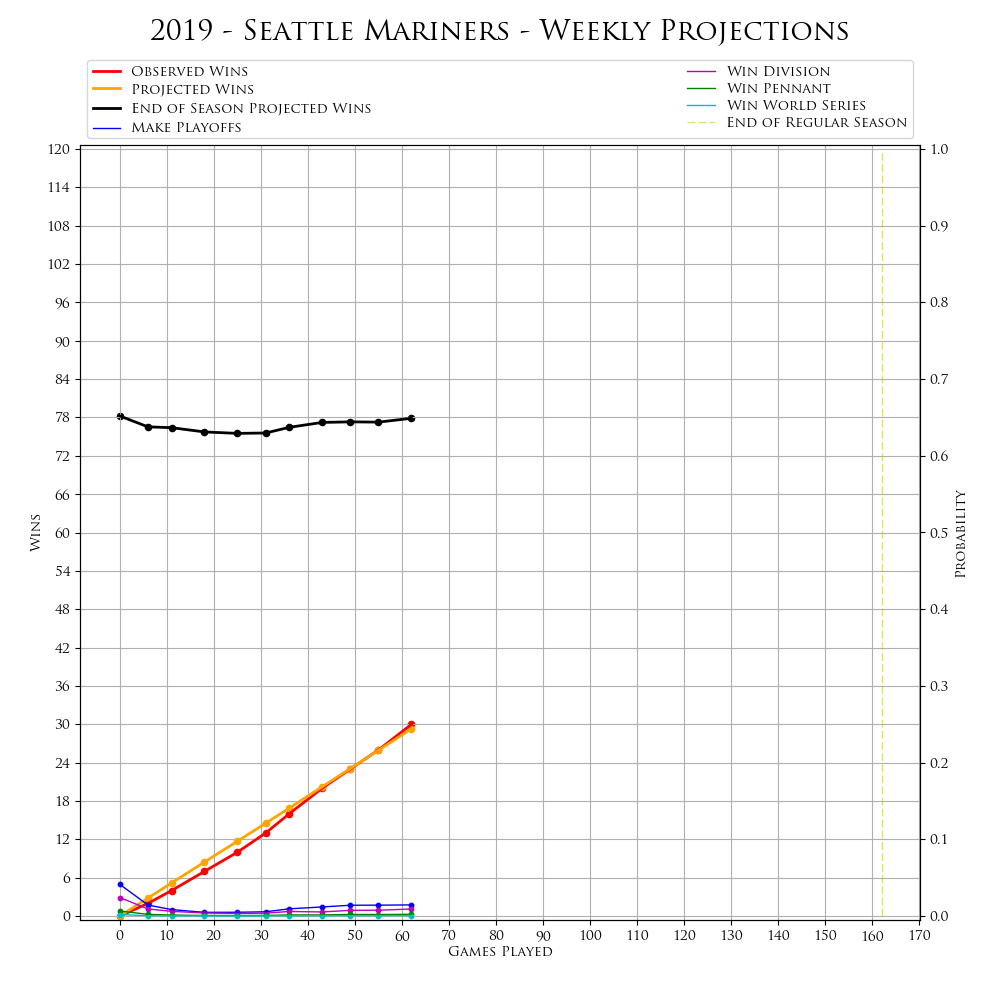 2019 - Seattle Mariners - Weekly Projections
Observed Wins
Projected Wins
End of Season Projected Wins
Make Playoffs
Win Division
Win Pennant
Win World Series
End of Regular Season
120
114
108
102
96
90
84
78
72
66
60
54
48
42
36
30
24
18
12
6
0
Wins
1.0
0.9
0.8
0.7
0.6
0.5
0.4
0.3
0.2
0.1
0.0
Probability
0 10 20 30 40 50 60 70 80 90 100 110 120 130 140 150 160 170
Games Played